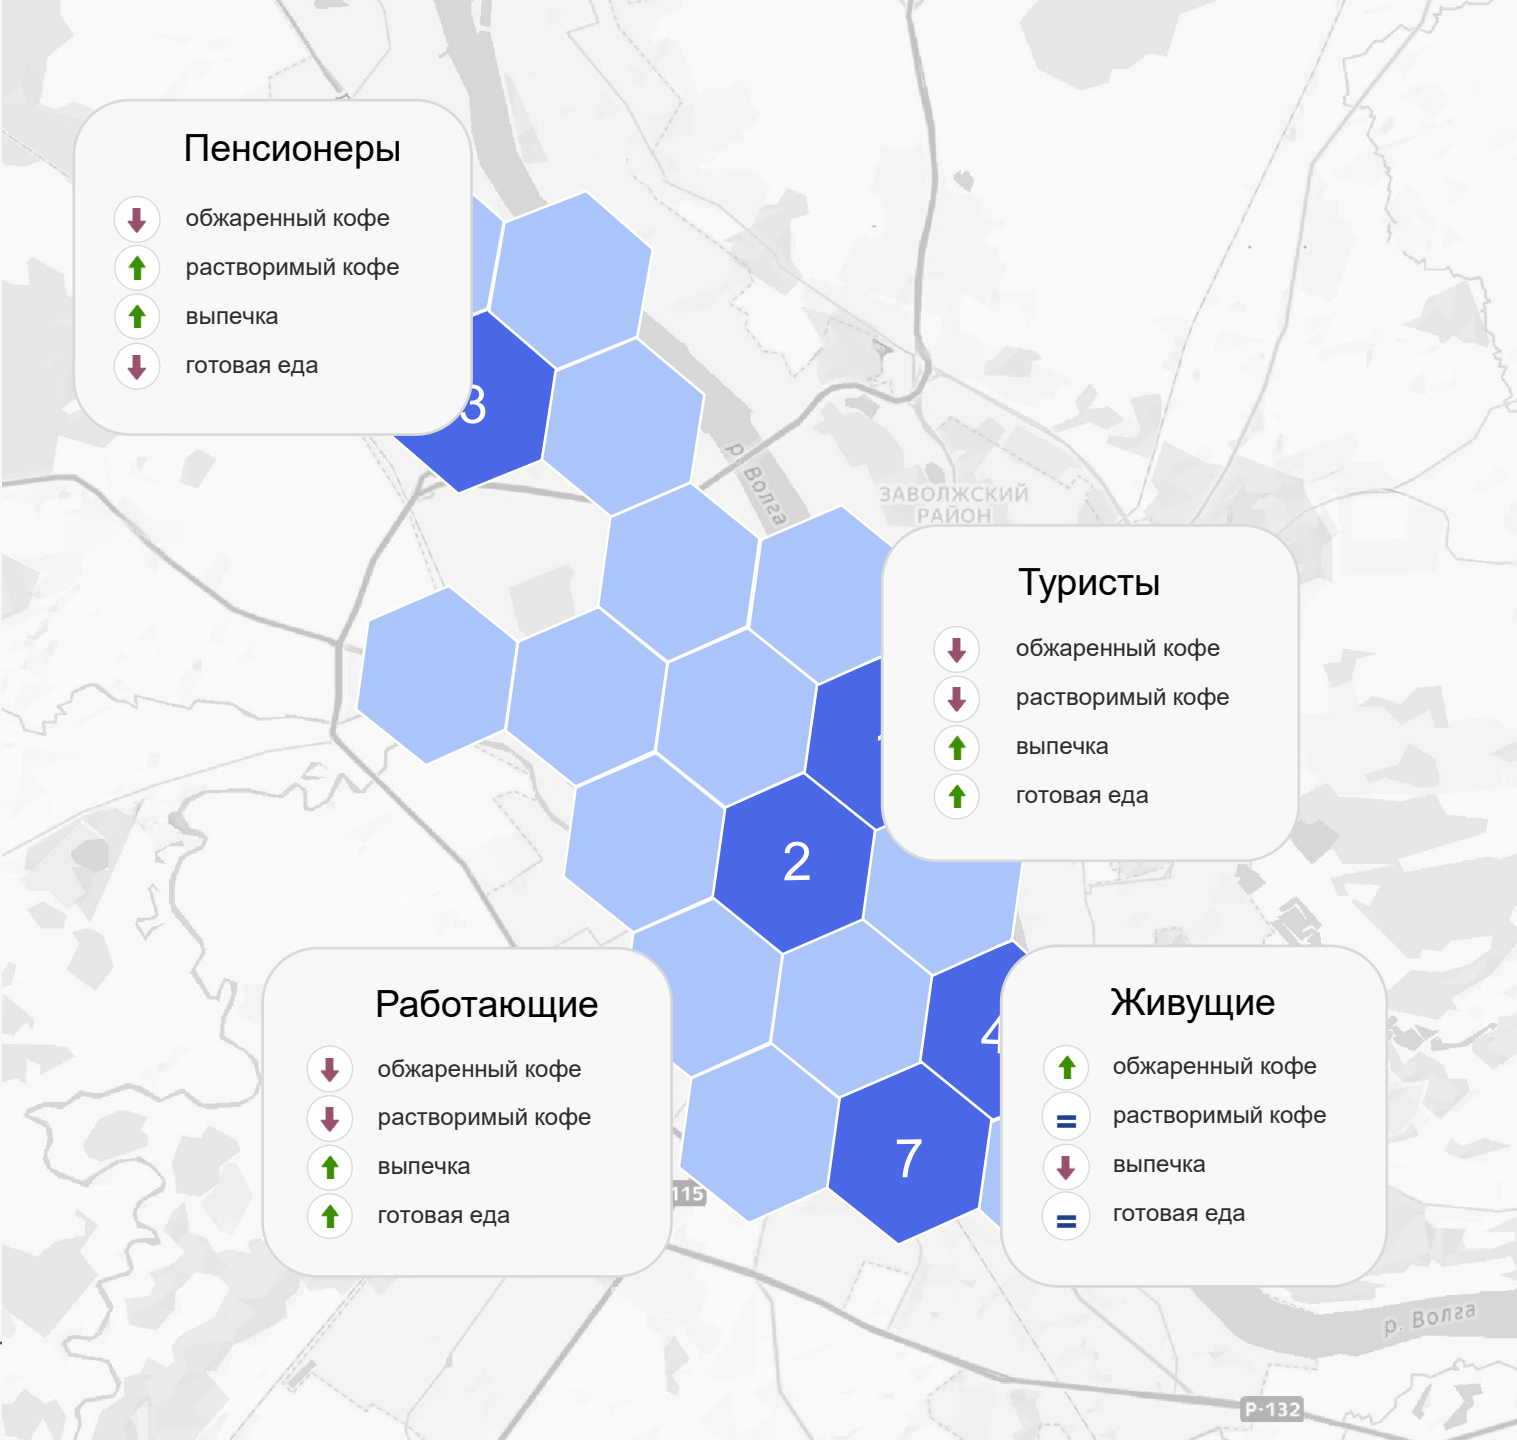 Пенсионеры
обжаренный кофе
растворимый кофе
выпечка
готовая еда
3
р. Волга
ЗАВОЛЖСКИЙ
РАЙОН
Туристы
обжаренный кофе
растворимый кофе
выпечка
готовая еда
2
Работающие
обжаренный кофе
растворимый кофе
выпечка
готовая еда
4
7
115
Живущие
обжаренный кофе
=
растворимый кофе
выпечка
=
готовая еда
р. Волга
Р-132